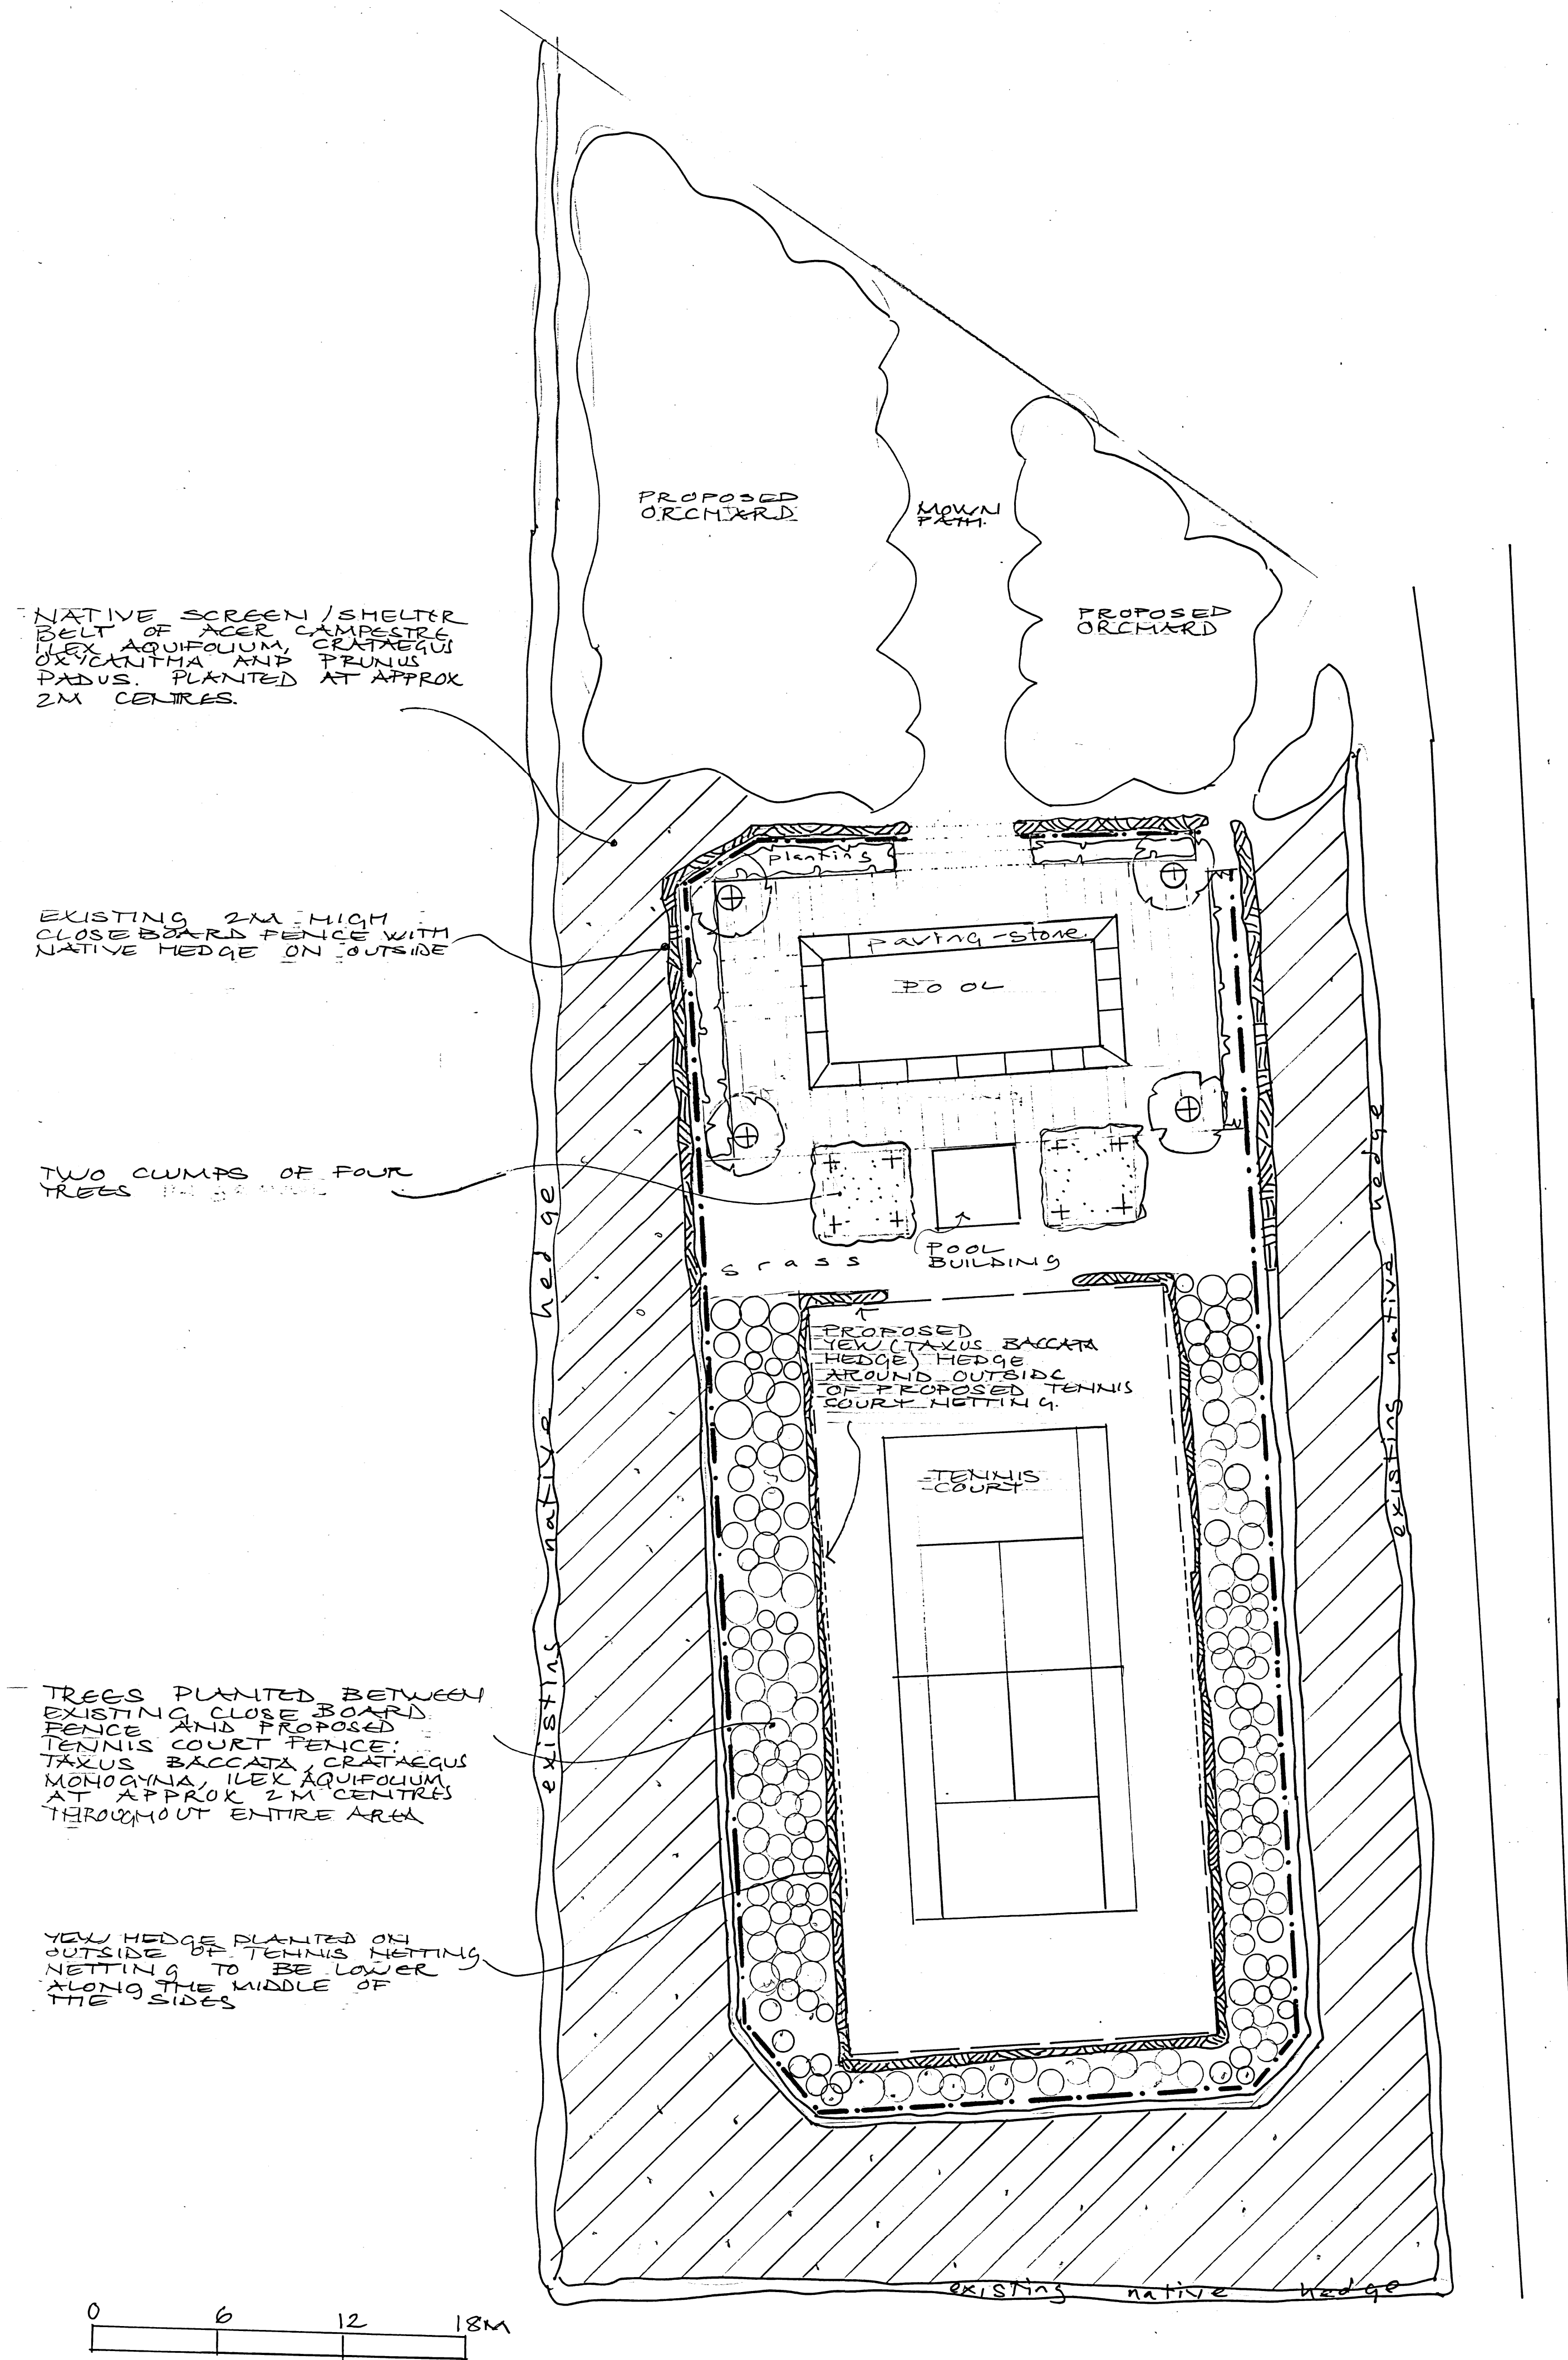 PROPOSED
ORCHARD
MOWN
PATH.
PROPOSED
ORCHARD
NATIVE SCREEN / SHELTER
BELT OF ACER CAMPESTRE
ILEX AQUIFOLIUM, CRATAEGUS
OXYCANTHA AND PRUNUS
PADUS. PLANTED AT APPROX
2M CENTRES.
planting
EXISTING 2M HIGH
CLOSEBOARD FENCE WITH
NATIVE HEDGE ON OUTSIDE
paving-stone
POOL
TWO CLUMPS OF FOUR
TREES
POOL
BUILDING
grass
existing native hedge
existing native hedge
PROPOSED
YEW (TAXUS BACCATA
HEDGE) HEDGE
AROUND OUTSIDE
OF PROPOSED TENNIS
COURT NETTING.
TENNIS
COURT
TREES PLANTED BETWEEN
EXISTING CLOSE BOARD
FENCE AND PROPOSED
TENNIS COURT FENCE:
TAXUS BACCATA, CRATAEGUS
MONOGYNA, ILEX AQUIFOLIUM
AT APPROX 2M CENTRES
THROUGHOUT ENTIRE AREA
YEW HEDGE PLANTED ON
OUTSIDE OF TENNIS NETTING
NETTING TO BE LOWER
ALONG THE MIDDLE OF
THE SIDES
existing native hedge
0 6 12 18M